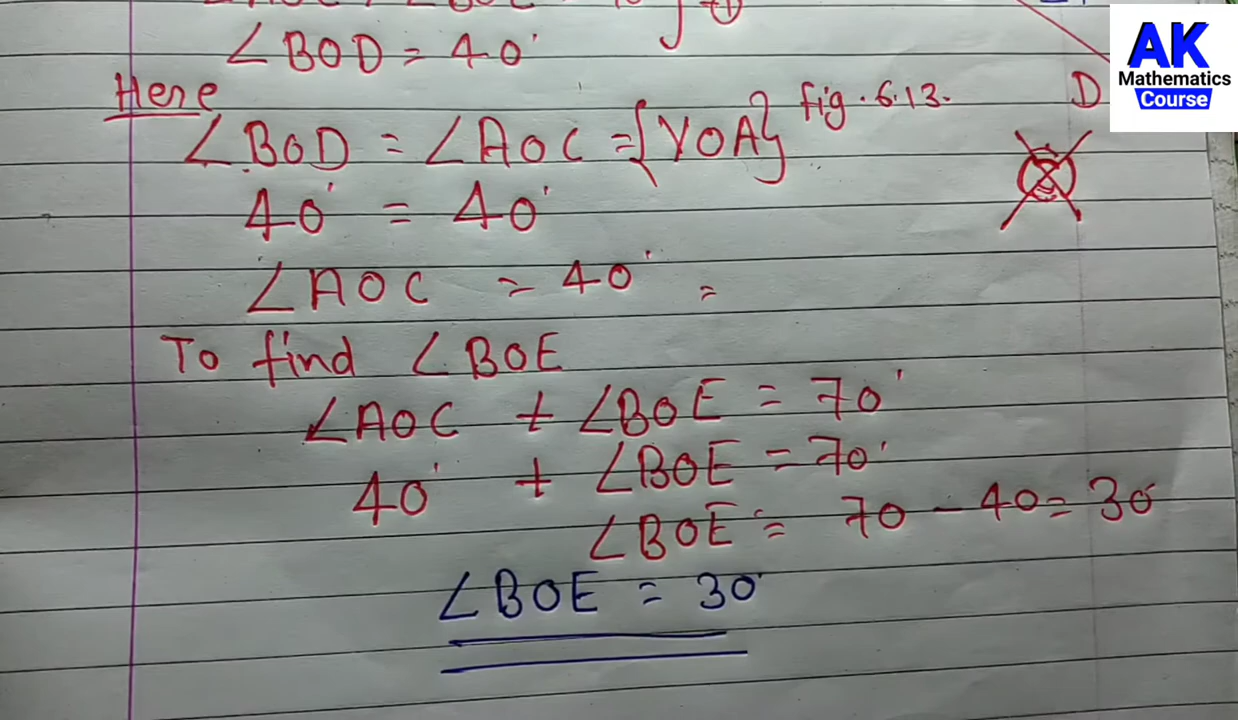 ∠BOD = 40°
Here
fig. 6.13.
D
∠BOD = ∠AOC = {VOA}
40° = 40°
∠AOC = 40° =
To find ∠BOE
∠AOC + ∠BOE = 70°
40° + ∠BOE = 70°
∠BOE = 70 - 40 = 30°
∠BOE = 30°
AK
Mathematics
Course